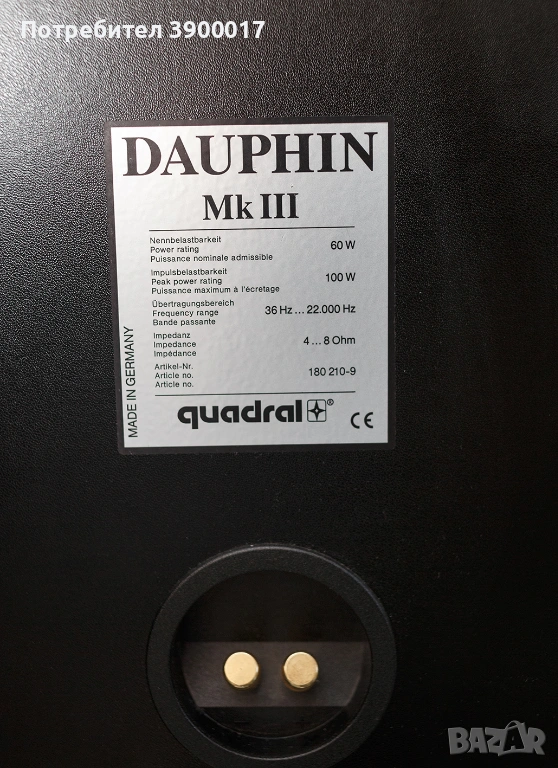 Потребител 3900017
DAUPHIN
Mk III
Nennbelastbarkeit
Power rating 60 W
Puissance nominale admissible
Impulsbelastbarkeit
Peak power rating 100 W
Puissance maximum à l'écretage
Übertragungsbereich
Frequency range 36 Hz ... 22.000 Hz
Bande passante
Impedanz
Impedance 4 ... 8 Ohm
Impédance
Artikel-Nr.
Article no. 180 210-9
Article no.
MADE IN GERMANY
quadral ®
CE
BAZAR